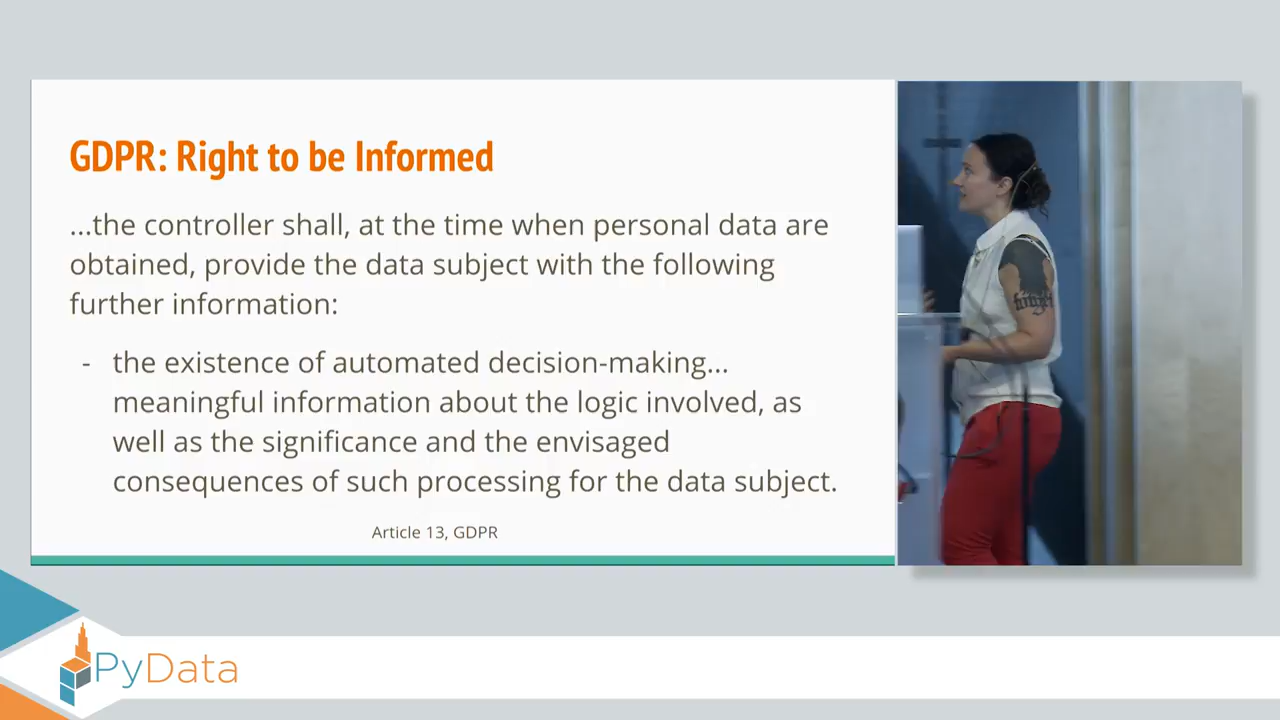 GDPR: Right to be Informed
...the controller shall, at the time when personal data are
obtained, provide the data subject with the following
further information:
- the existence of automated decision-making...
meaningful information about the logic involved, as
well as the significance and the envisaged
consequences of such processing for the data subject.
Article 13, GDPR
PyData